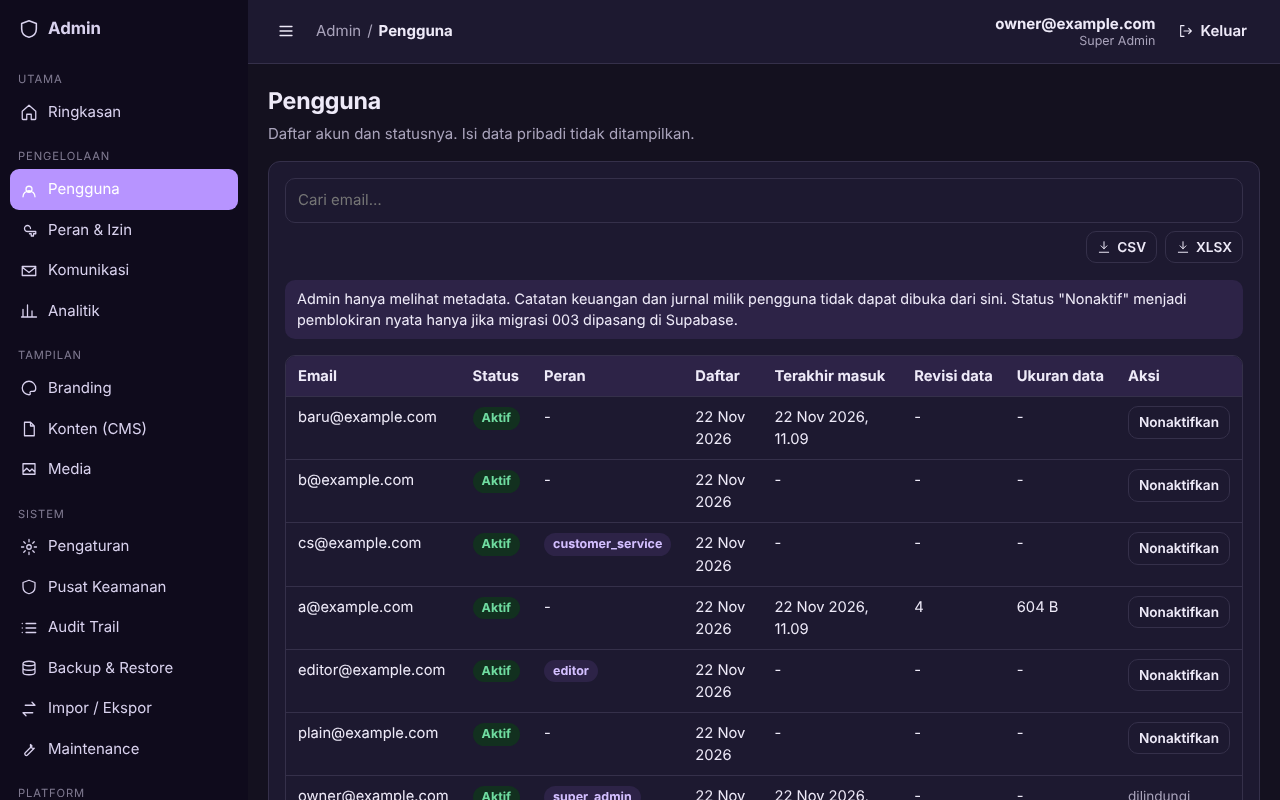 Admin
UTAMA
Ringkasan
PENGELOLAAN
Pengguna
Peran & Izin
Komunikasi
Analitik
TAMPILAN
Branding
Konten (CMS)
Media
SISTEM
Pengaturan
Pusat Keamanan
Audit Trail
Backup & Restore
Impor / Ekspor
Maintenance
PLATFORM
Admin / Pengguna
owner@example.com
Super Admin
Keluar
Pengguna
Daftar akun dan statusnya. Isi data pribadi tidak ditampilkan.
Cari email...
CSV XLSX
Admin hanya melihat metadata. Catatan keuangan dan jurnal milik pengguna tidak dapat dibuka dari sini. Status "Nonaktif" menjadi
pemblokiran nyata hanya jika migrasi 003 dipasang di Supabase.
Email Status Peran Daftar Terakhir masuk Revisi data Ukuran data Aksi
baru@example.com Aktif - 22 Nov 2026 22 Nov 2026, 11.09 - - Nonaktifkan
b@example.com Aktif - 22 Nov 2026 - - - Nonaktifkan
cs@example.com Aktif customer_service 22 Nov 2026 - - - Nonaktifkan
a@example.com Aktif - 22 Nov 2026 22 Nov 2026, 11.09 4 604 B Nonaktifkan
editor@example.com Aktif editor 22 Nov 2026 - - - Nonaktifkan
plain@example.com Aktif - 22 Nov 2026 - - - Nonaktifkan
owner@example.com Aktif super_admin 22 Nov 22 Nov 2026, - - dilindungi